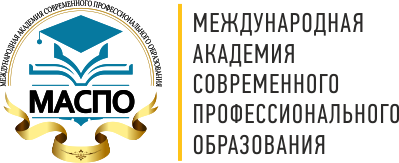 МЕЖДУНАРОДНАЯ АКАДЕМИЯ СОВРЕМЕННОГО ПРОФЕССИОНАЛЬНОГО ОБРАЗОВАНИЯ
МАСПО
МЕЖДУНАРОДНАЯ
АКАДЕМИЯ
СОВРЕМЕННОГО
ПРОФЕССИОНАЛЬНОГО
ОБРАЗОВАНИЯ